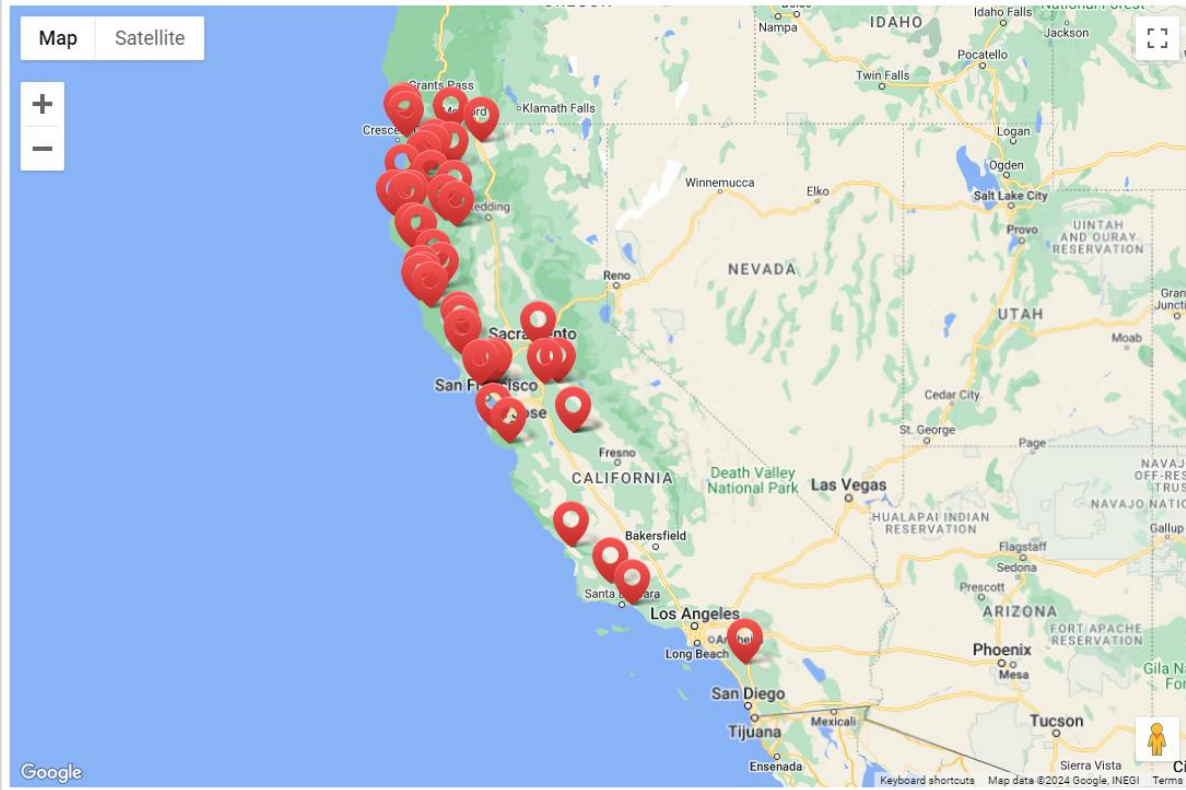 Map
Satellite
Nampa
IDAHO
Idaho Falls
Jackson
Pocatello
Twin Falls
Grants Pass
Klamath Falls
Logan
Ogden
Winnemucca
Elko
Salt Lake City
Provo
UINTAH
AND OURAY
RESERVATION
Reno
NEVADA
UTAH
Moab
San
Cedar City
St. George
Page
Fresno
CALIFORNIA
Death Valley
National Park
Las Vegas
HUALAPAI INDIAN
RESERVATION
NAVAJO NATIO
Gallup
Bakersfield
Flagstaff
Sedona
Prescott
ARIZONA
FORT APACHE
RESERVATION
Santa
Los Angeles
Long Beach
Phoenix
Mesa
San Diego
Tijuana
Mexicali
Tucson
Ensenada
Sierra Vista
Google
Keyboard shortcuts
Map data ©2024 Google, INEGI
Terms